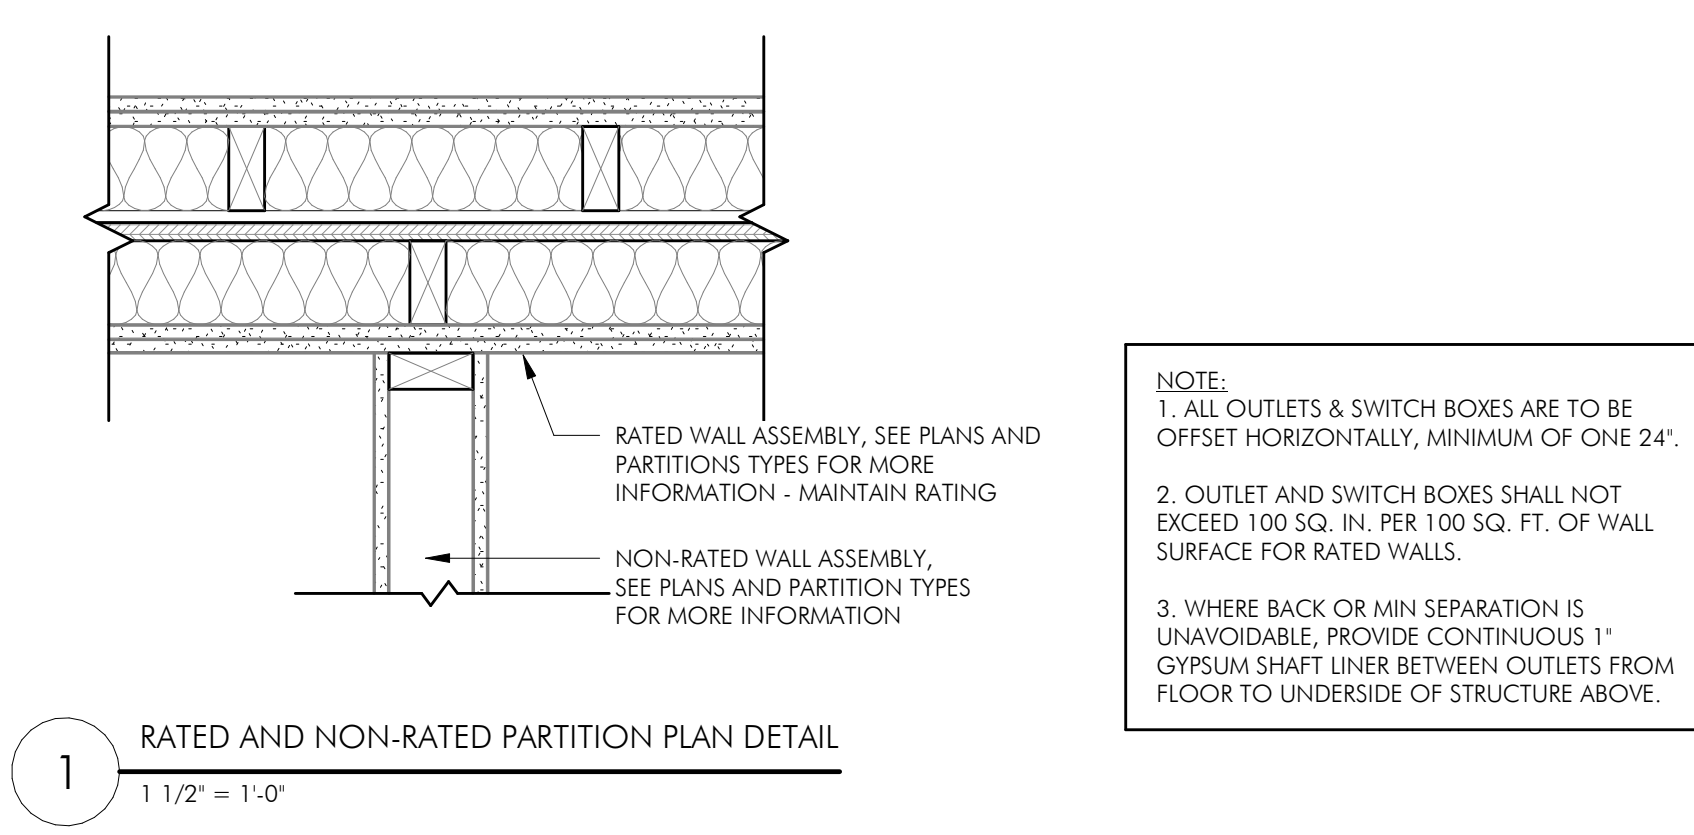 RATED WALL ASSEMBLY, SEE PLANS AND
PARTITIONS TYPES FOR MORE
INFORMATION - MAINTAIN RATING
NON-RATED WALL ASSEMBLY,
SEE PLANS AND PARTITION TYPES
FOR MORE INFORMATION
NOTE:
1. ALL OUTLETS & SWITCH BOXES ARE TO BE
OFFSET HORIZONTALLY, MINIMUM OF ONE 24".
2. OUTLET AND SWITCH BOXES SHALL NOT
EXCEED 100 SQ. IN. PER 100 SQ. FT. OF WALL
SURFACE FOR RATED WALLS.
3. WHERE BACK OR MIN SEPARATION IS
UNAVOIDABLE, PROVIDE CONTINUOUS 1"
GYPSUM SHAFT LINER BETWEEN OUTLETS FROM
FLOOR TO UNDERSIDE OF STRUCTURE ABOVE.
1
RATED AND NON-RATED PARTITION PLAN DETAIL
1 1/2" = 1'-0"